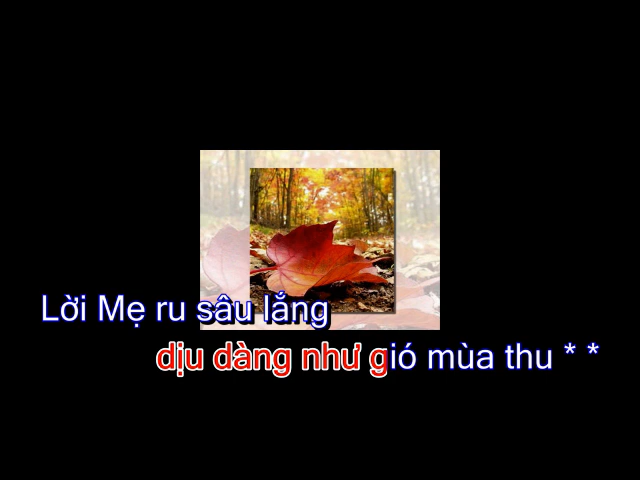 Lời Mẹ ru sâu lắng
dịu dàng như gió mùa thu * *